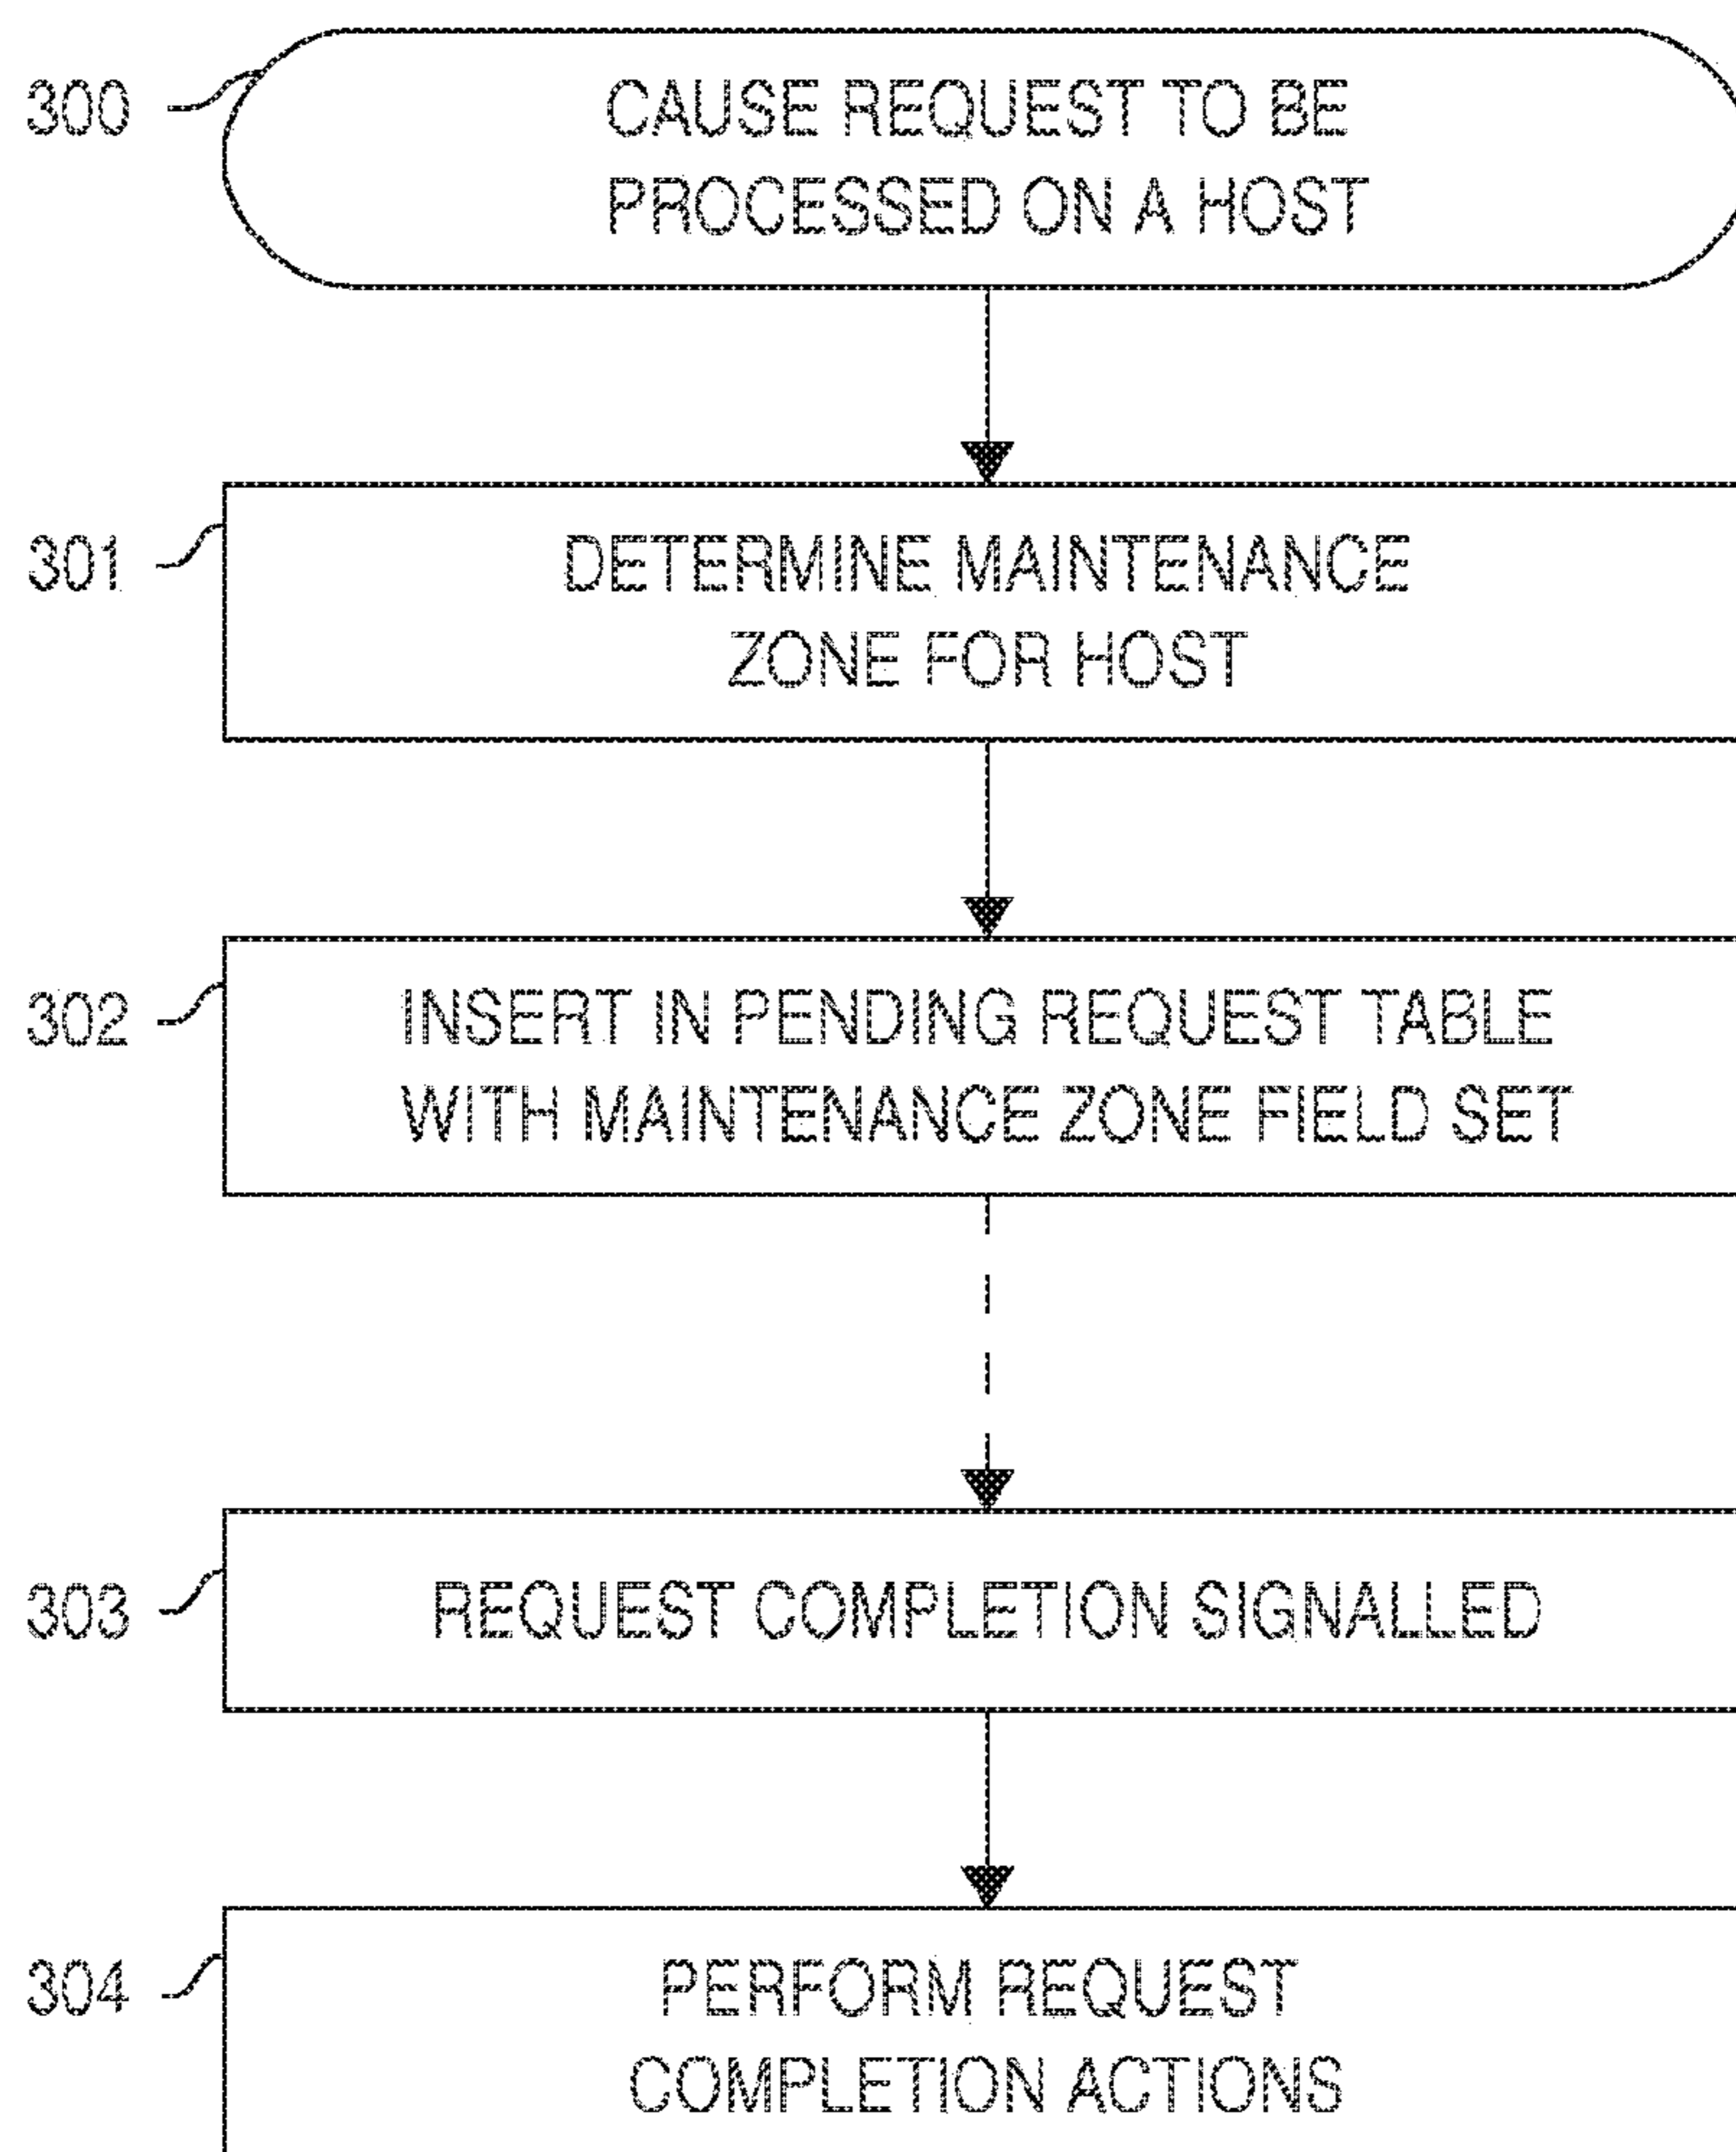 300
CAUSE REQUEST TO BE
PROCESSED ON A HOST
301
DETERMINE MAINTENANCE
ZONE FOR HOST
302
INSERT IN PENDING REQUEST TABLE
WITH MAINTENANCE ZONE FIELD SET
303
REQUEST COMPLETION SIGNALLED
304
PERFORM REQUEST
COMPLETION ACTIONS